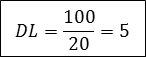 DL = 100/20 = 5